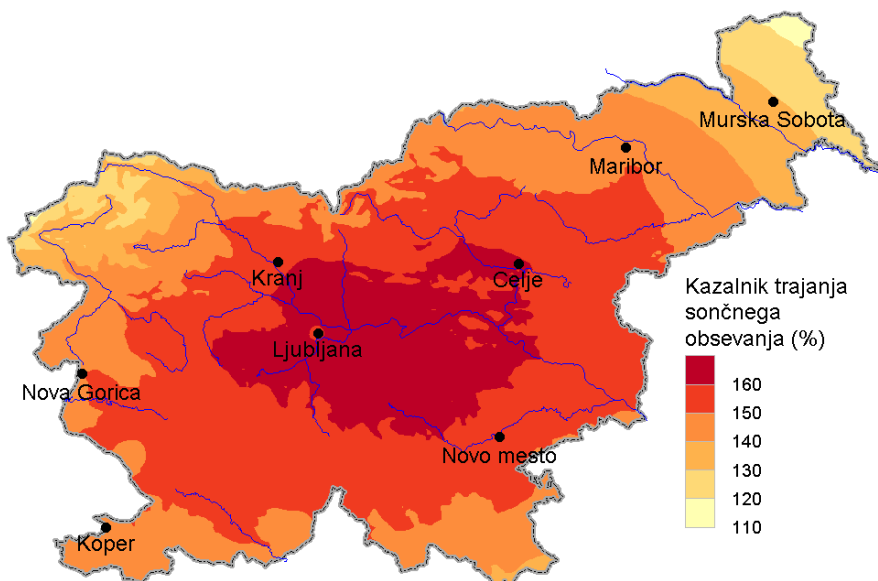 Murska Sobota
Maribor
Kranj
Celje
Ljubljana
Nova Gorica
Novo mesto
Koper
Kazalnik trajanja
sončnega
obsevanja (%)
160
150
140
130
120
110